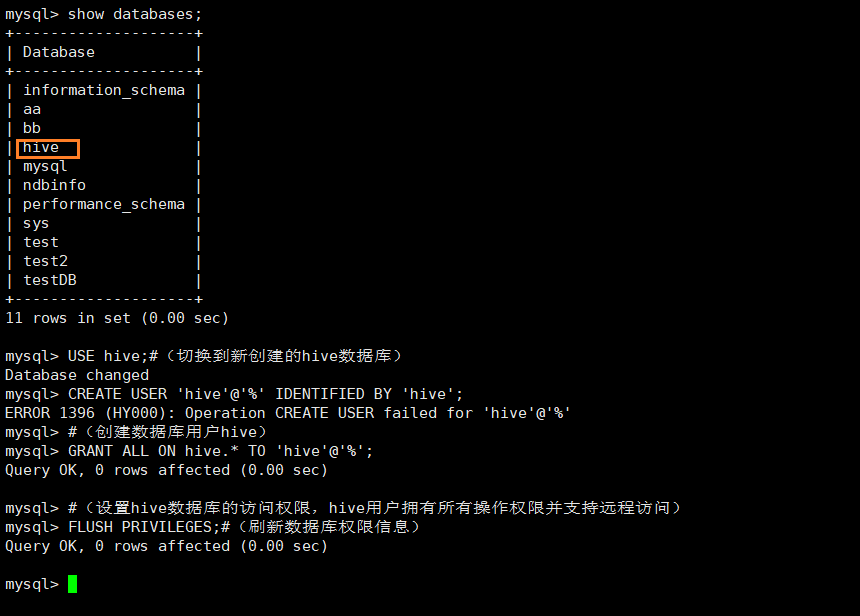 mysql> show databases;
+--------------------+
| Database           |
+--------------------+
| information_schema |
| aa                 |
| bb                 |
| hive               |
| mysql              |
| ndbinfo            |
| performance_schema |
| sys                |
| test               |
| test2              |
| testDB             |
+--------------------+
11 rows in set (0.00 sec)
mysql> USE hive;#（切换到新创建的hive数据库）
Database changed
mysql> CREATE USER 'hive'@'%' IDENTIFIED BY 'hive';
ERROR 1396 (HY000): Operation CREATE USER failed for 'hive'@'%'
mysql> #（创建数据库用户hive）
mysql> GRANT ALL ON hive.* TO 'hive'@'%';
Query OK, 0 rows affected (0.00 sec)
mysql> #（设置hive数据库的访问权限，hive用户拥有所有操作权限并支持远程访问）
mysql> FLUSH PRIVILEGES;#（刷新数据库权限信息）
Query OK, 0 rows affected (0.00 sec)
mysql>